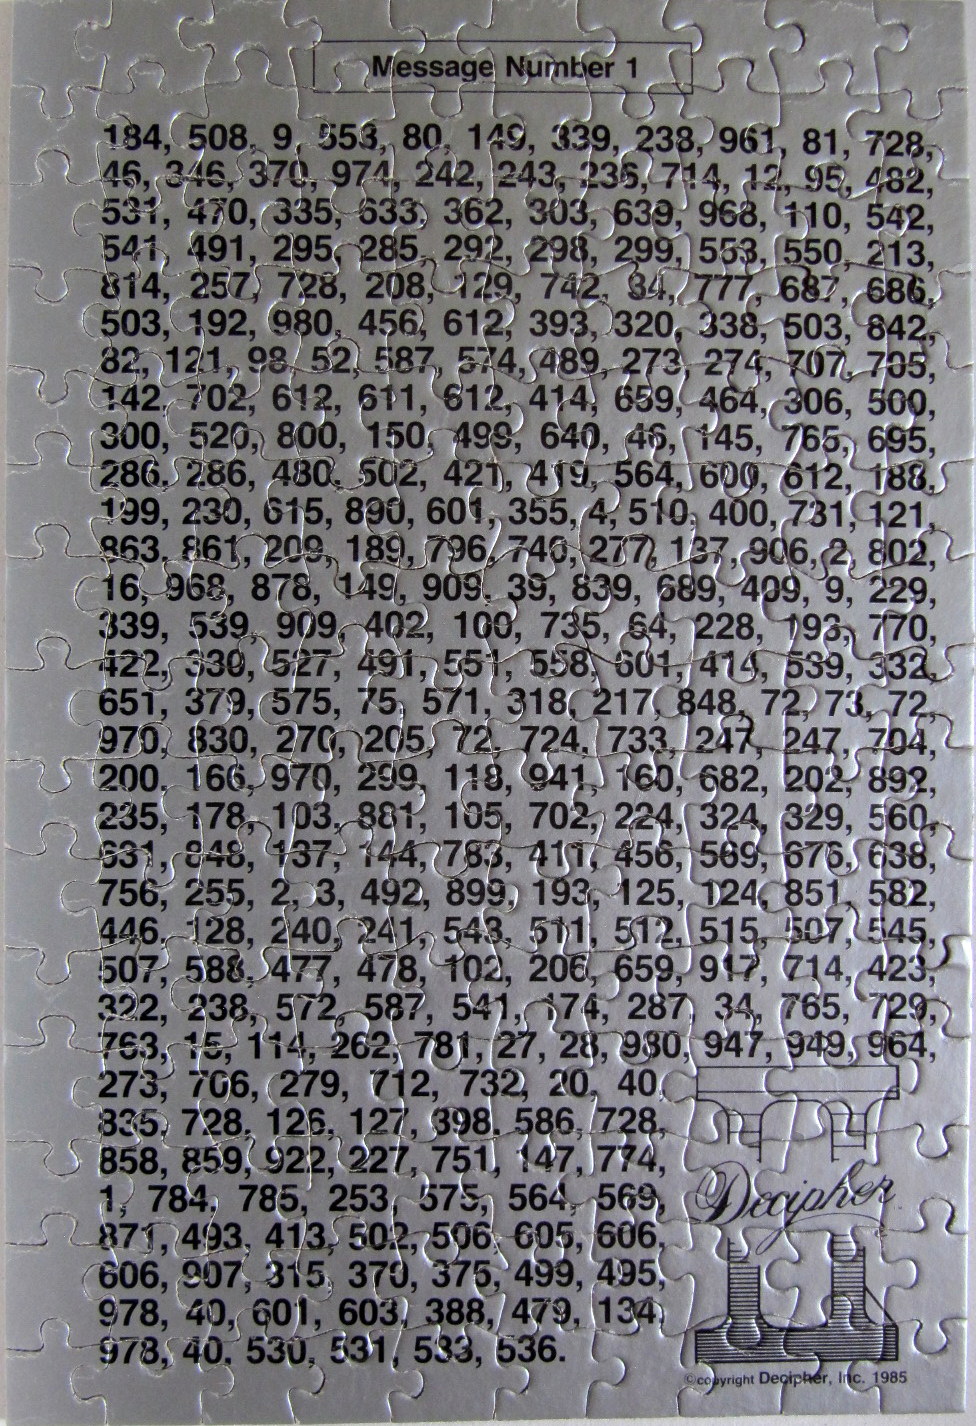 Message Number 1
184, 508, 9, 553, 80, 149, 339, 238, 961, 81, 728,
46, 346, 370, 974, 242, 243, 236, 714, 12, 95, 482,
531, 470, 335, 633, 362, 303, 639, 968, 110, 542,
541, 491, 295, 285, 292, 298, 299, 553, 550, 213,
814, 257, 728, 208, 129, 742, 34, 777, 687, 686,
503, 192, 980, 456, 612, 393, 320, 338, 503, 842,
82, 121, 98, 52, 587, 574, 489, 273, 274, 707, 705,
142, 702, 612, 611, 612, 414, 659, 464, 306, 500,
300, 520, 800, 150, 499, 640, 46, 145, 765, 695,
286, 286, 480, 502, 421, 419, 564, 600, 612, 188,
199, 230, 615, 890, 601, 355, 4, 510, 400, 731, 121,
863, 861, 209, 189, 796, 740, 277, 137, 906, 2, 802,
16, 968, 878, 149, 909, 39, 839, 689, 409, 9, 229,
339, 539, 909, 402, 100, 735, 64, 228, 193, 770,
422, 330, 527, 491, 551, 558, 601, 414, 539, 332,
651, 379, 575, 75, 571, 318, 217, 848, 72, 73, 72,
970, 830, 270, 205, 72, 724, 733, 247, 247, 704,
200, 166, 970, 299, 118, 941, 160, 682, 202, 892,
235, 178, 103, 881, 105, 702, 224, 324, 329, 560,
631, 848, 137, 144, 783, 411, 456, 569, 676, 638,
756, 255, 2, 3, 492, 899, 193, 125, 124, 851, 582,
446, 128, 240, 241, 543, 511, 512, 515, 507, 545,
507, 588, 477, 478, 102, 206, 659, 917, 714, 423,
322, 238, 572, 587, 541, 174, 287, 34, 765, 729,
763, 15, 114, 262, 781, 27, 28, 980, 947, 949, 964,
273, 706, 279, 712, 732, 20, 40,
835, 728, 126, 127, 398, 586, 728,
858, 859, 922, 227, 751, 147, 774,
1, 784, 785, 253, 575, 564, 569,
871, 493, 413, 502, 506, 605, 606,
606, 907, 315, 370, 375, 499, 495,
978, 40, 601, 603, 388, 479, 134,
978, 40, 530, 531, 533, 536.
Decipher
©copyright Decipher, Inc. 1985